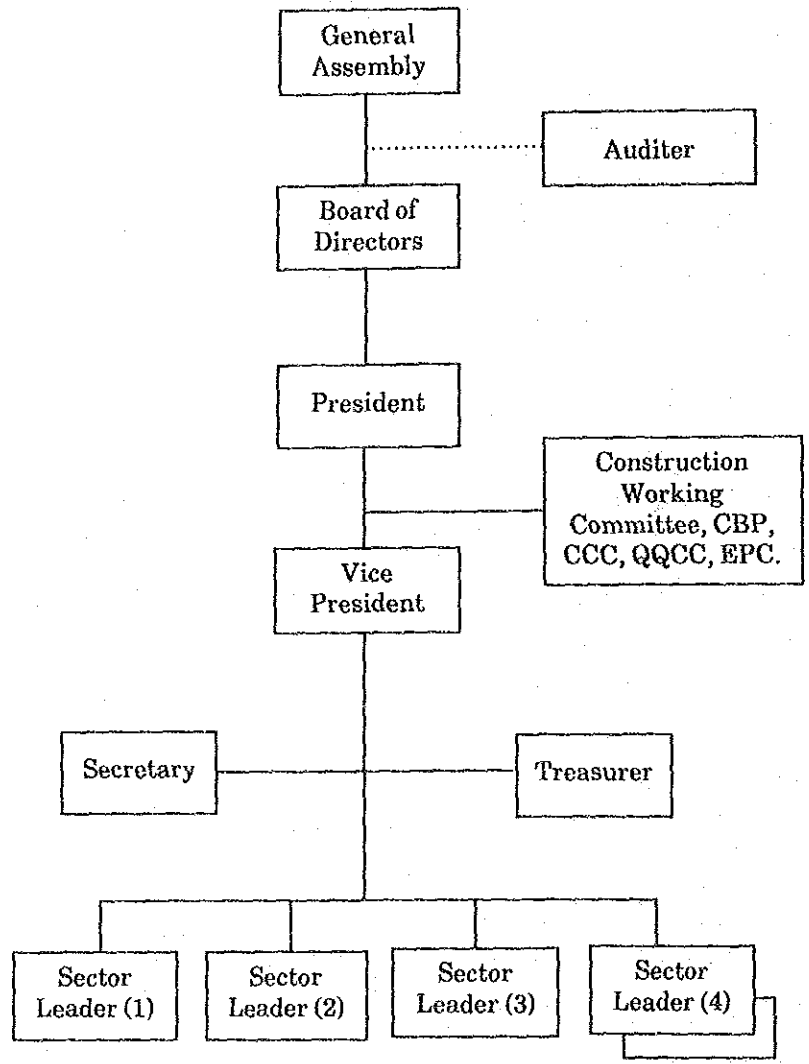 General
Assembly
Auditer
Board of
Directors
President
Construction
Working
Committee, CBP,
CCC, QQCC, EPC.
Vice
President
Secretary
Treasurer
Sector
Leader (1)
Sector
Leader (2)
Sector
Leader (3)
Sector
Leader (4)